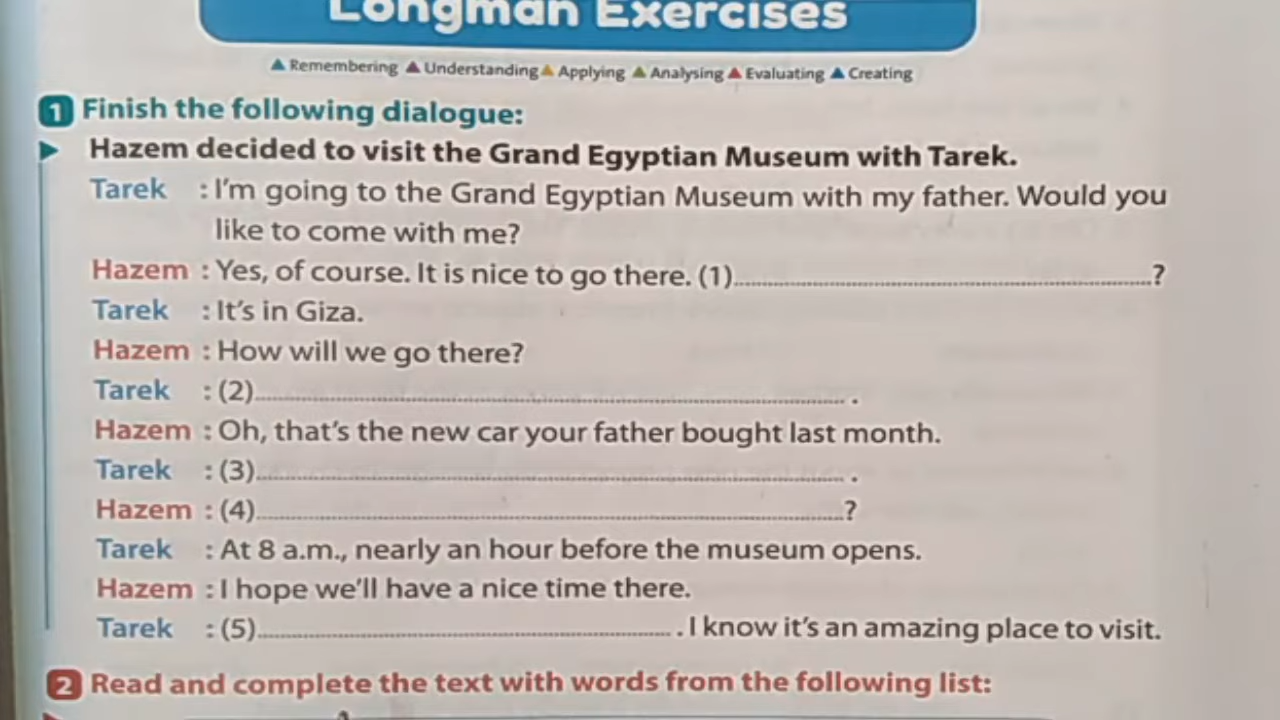 Longman Exercises
Remembering Understanding Applying Analysing Evaluating Creating
1 Finish the following dialogue:
Hazem decided to visit the Grand Egyptian Museum with Tarek.
Tarek : I'm going to the Grand Egyptian Museum with my father. Would you
like to come with me?
Hazem : Yes, of course. It is nice to go there. (1)..........?
Tarek : It's in Giza.
Hazem : How will we go there?
Tarek : (2)...........
Hazem : Oh, that's the new car your father bought last month.
Tarek : (3)...........
Hazem : (4)..........?
Tarek : At 8 a.m., nearly an hour before the museum opens.
Hazem : I hope we'll have a nice time there.
Tarek : (5)........... I know it's an amazing place to visit.
2 Read and complete the text with words from the following list: